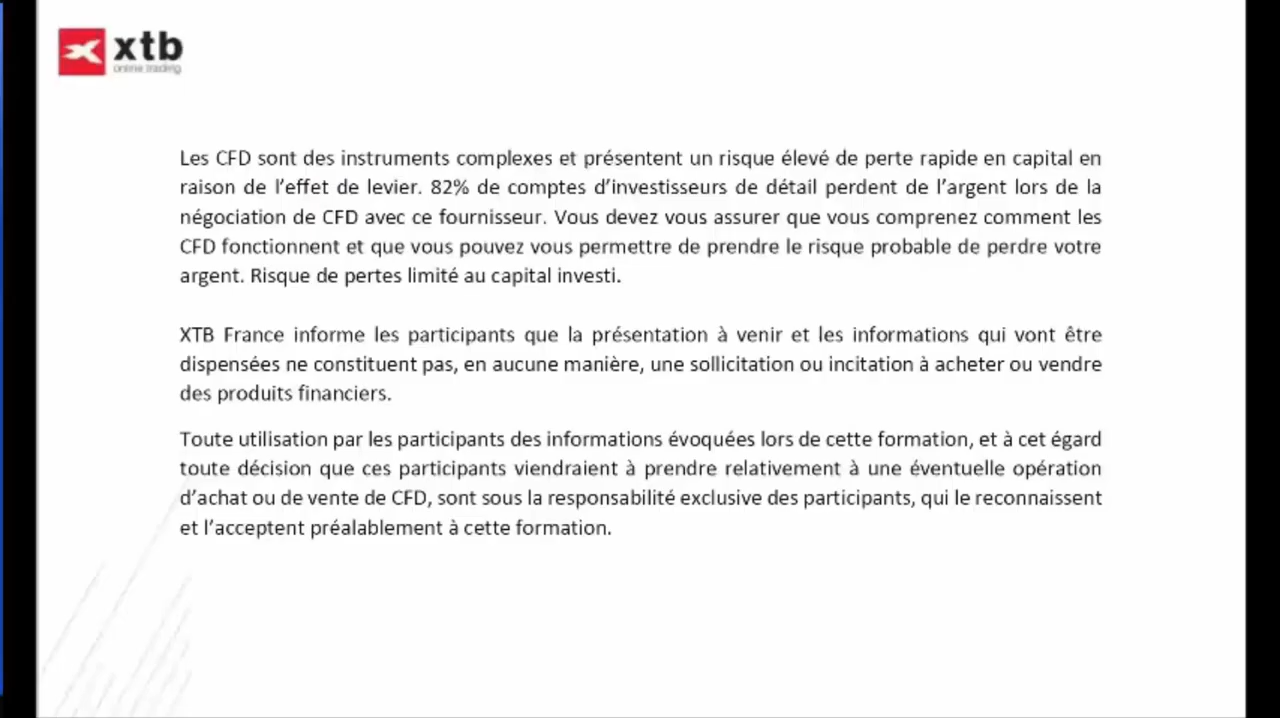 xtb
online trading
Les CFD sont des instruments complexes et présentent un risque élevé de perte rapide en capital en
raison de l’effet de levier. 82% de comptes d’investisseurs de détail perdent de l’argent lors de la
négociation de CFD avec ce fournisseur. Vous devez vous assurer que vous comprenez comment les
CFD fonctionnent et que vous pouvez vous permettre de prendre le risque probable de perdre votre
argent. Risque de pertes limité au capital investi.
XTB France informe les participants que la présentation à venir et les informations qui vont être
dispensées ne constituent pas, en aucune manière, une sollicitation ou incitation à acheter ou vendre
des produits financiers.
Toute utilisation par les participants des informations évoquées lors de cette formation, et à cet égard
toute décision que ces participants viendraient à prendre relativement à une éventuelle opération
d’achat ou de vente de CFD, sont sous la responsabilité exclusive des participants, qui le reconnaissent
et l’acceptent préalablement à cette formation.